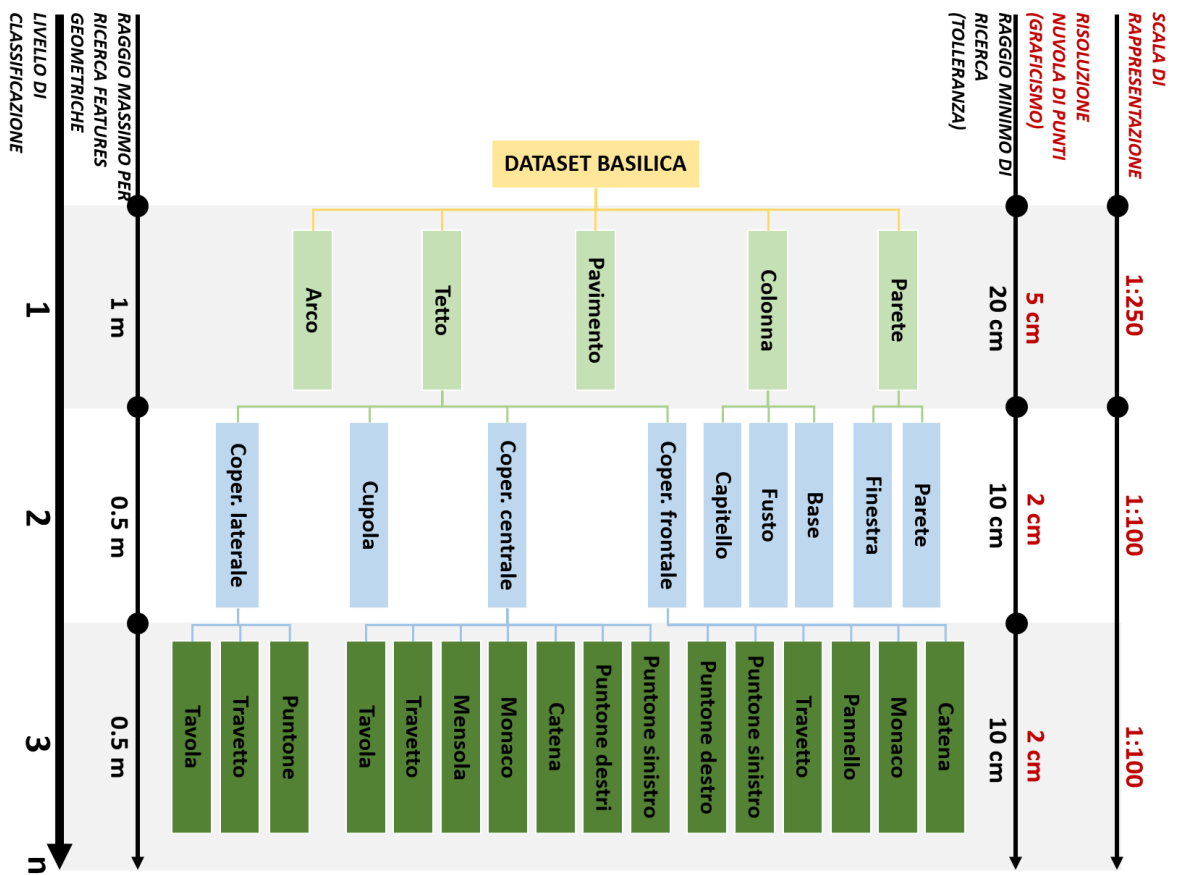 SCALA DI
RAPPRESENTAZIONE
RISOLUZIONE
NUVOLA DI PUNTI
(GRAFICISMO)
RAGGIO MINIMO DI
RICERCA
(TOLLERANZA)
RAGGIO MASSIMO PER
RICERCA FEATURES
GEOMETRICHE
LIVELLO DI
CLASSIFICAZIONE
DATASET BASILICA
1
1 m
Arco
Tetto
Pavimento
Colonna
Parete
20 cm
5 cm
1:250
2
0.5 m
Coper. laterale
Cupola
Coper. centrale
Coper. frontale
Capitello
Fusto
Base
Finestra
Parete
10 cm
2 cm
1:100
3
0.5 m
Tavola
Travetto
Puntone
Tavola
Travetto
Mensola
Monaco
Catena
Puntone destri
Puntone sinistro
Puntone destro
Puntone sinistro
Travetto
Pannello
Monaco
Catena
10 cm
2 cm
1:100
n